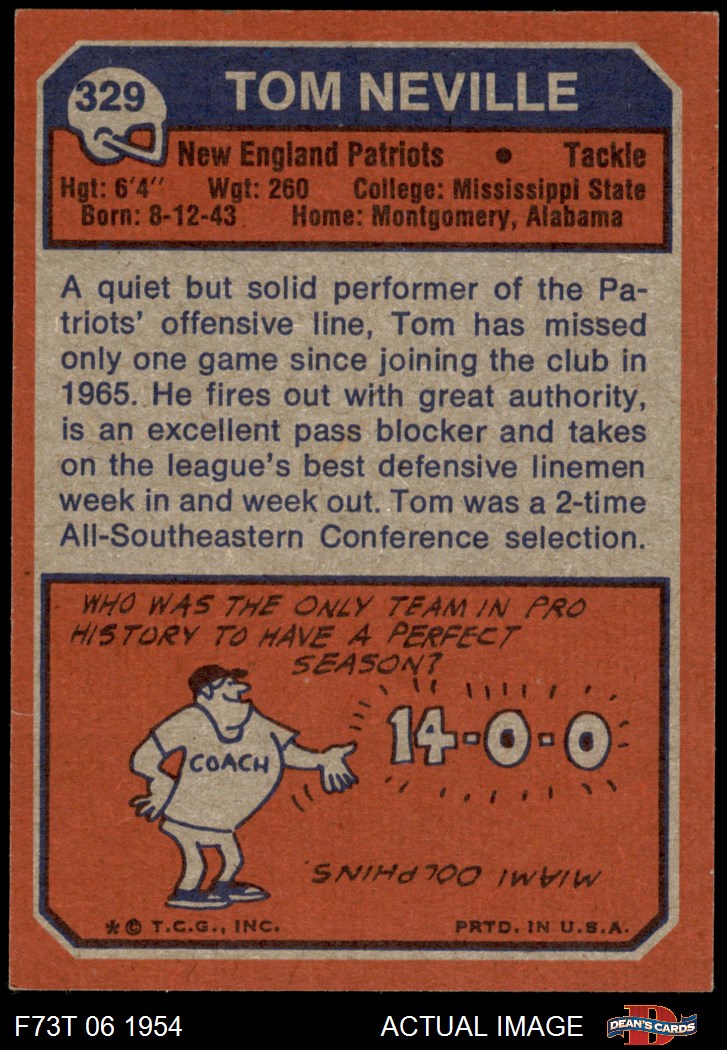 329
TOM NEVILLE
New England Patriots • Tackle
Hgt: 6'4" Wgt: 260 College: Mississippi State
Born: 8-12-43 Home: Montgomery, Alabama
A quiet but solid performer of the Pa-
triots' offensive line, Tom has missed
only one game since joining the club in
1965. He fires out with great authority,
is an excellent pass blocker and takes
on the league's best defensive linemen
week in and week out. Tom was a 2-time
All-Southeastern Conference selection.
WHO WAS THE ONLY TEAM IN PRO
HISTORY TO HAVE A PERFECT
SEASON?
14-0-0
COACH
MIAMI DOLPHINS.
* © T.C.G., INC. PRTD. IN U.S.A.
F73T 06 1954 ACTUAL IMAGE D DEAN'S CARDS